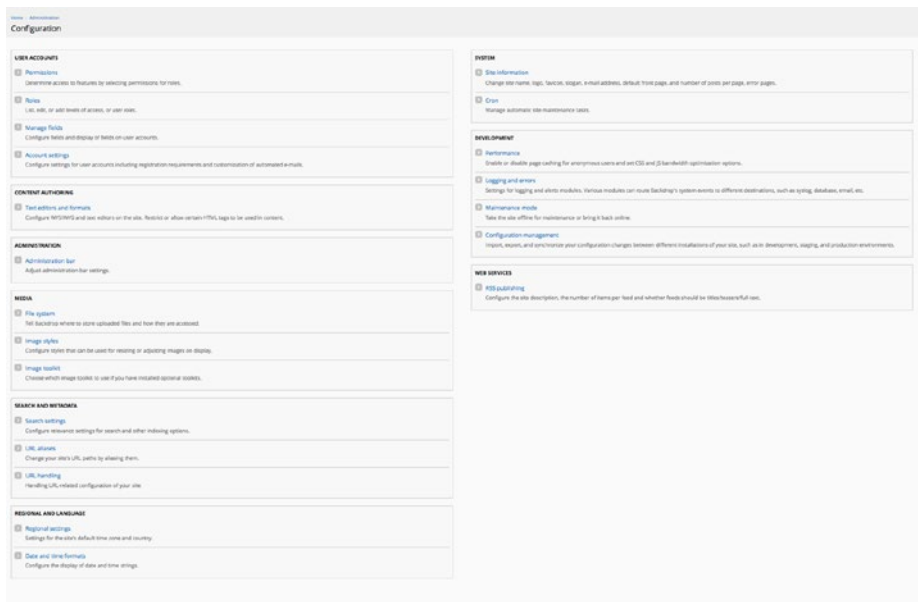 Home Administration
Configuration
USER ACCOUNTS
Permissions
Determine access to features by selecting permissions for roles.
Roles
List, edit, or add levels of access, or user roles.
Manage fields
Configure fields and display of fields on user accounts.
Account settings
Configure settings for user accounts including registration requirements and customization of automated e-mails.
CONTENT AUTHORING
Text editors and formats
Configure WYSIWYG and text editors on the site. Restrict or allow certain HTML tags to be used in content.
ADMINISTRATION
Administration bar
Adjust administration bar settings.
MEDIA
File system
Tell Backdrop where to store uploaded files and how they are accessed.
Image styles
Configure styles that can be used for resizing or adjusting images on display.
Image toolkit
Choose which image toolkit to use if you have installed optional toolkits.
SEARCH AND METADATA
Search settings
Configure relevance settings for search and other indexing options.
URL aliases
Change your site's URL paths by aliasing them.
URL handling
Handling URL-related configuration of your site.
REGIONAL AND LANGUAGE
Regional settings
Settings for the site's default time zone and country.
Date and time formats
Configure the display of date and time strings.
SYSTEM
Site information
Change site name, logo, favicon, slogan, e-mail address, default front page, and number of posts per page, error pages.
Cron
Manage automatic site maintenance tasks.
DEVELOPMENT
Performance
Enable or disable page caching for anonymous users and set CSS and JS bandwidth optimization options.
Logging and errors
Settings for logging and alerts modules. Various modules can route Backdrop's system events to different destinations, such as syslog, database, email, etc.
Maintenance mode
Take the site offline for maintenance or bring it back online.
Configuration management
Import, export, and synchronize your configuration changes between different installations of your site, such as in development, staging, and production environments.
WEB SERVICES
RSS publishing
Configure the site description, the number of items per feed and whether feeds should be titles/teasers/full-text.